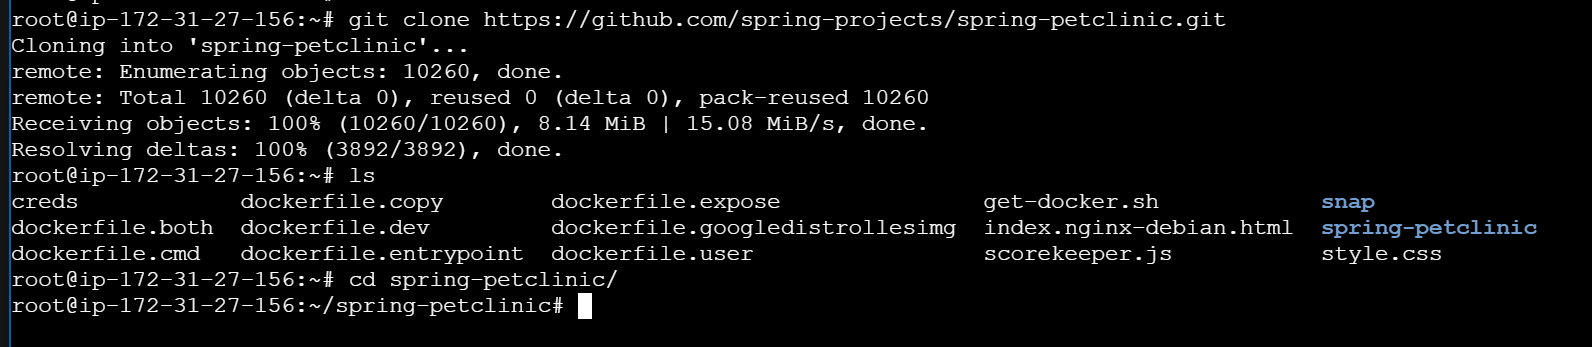 root@ip-172-31-27-156:~# git clone https://github.com/spring-projects/spring-petclinic.git
Cloning into 'spring-petclinic'...
remote: Enumerating objects: 10260, done.
remote: Total 10260 (delta 0), reused 0 (delta 0), pack-reused 10260
Receiving objects: 100% (10260/10260), 8.14 MiB | 15.08 MiB/s, done.
Resolving deltas: 100% (3892/3892), done.
root@ip-172-31-27-156:~# ls
creds            dockerfile.copy        dockerfile.expose               get-docker.sh            snap
dockerfile.both  dockerfile.dev         dockerfile.googledistrollesimg  index.nginx-debian.html  spring-petclinic
dockerfile.cmd   dockerfile.entrypoint  dockerfile.user                 scorekeeper.js           style.css
root@ip-172-31-27-156:~# cd spring-petclinic/
root@ip-172-31-27-156:~/spring-petclinic#